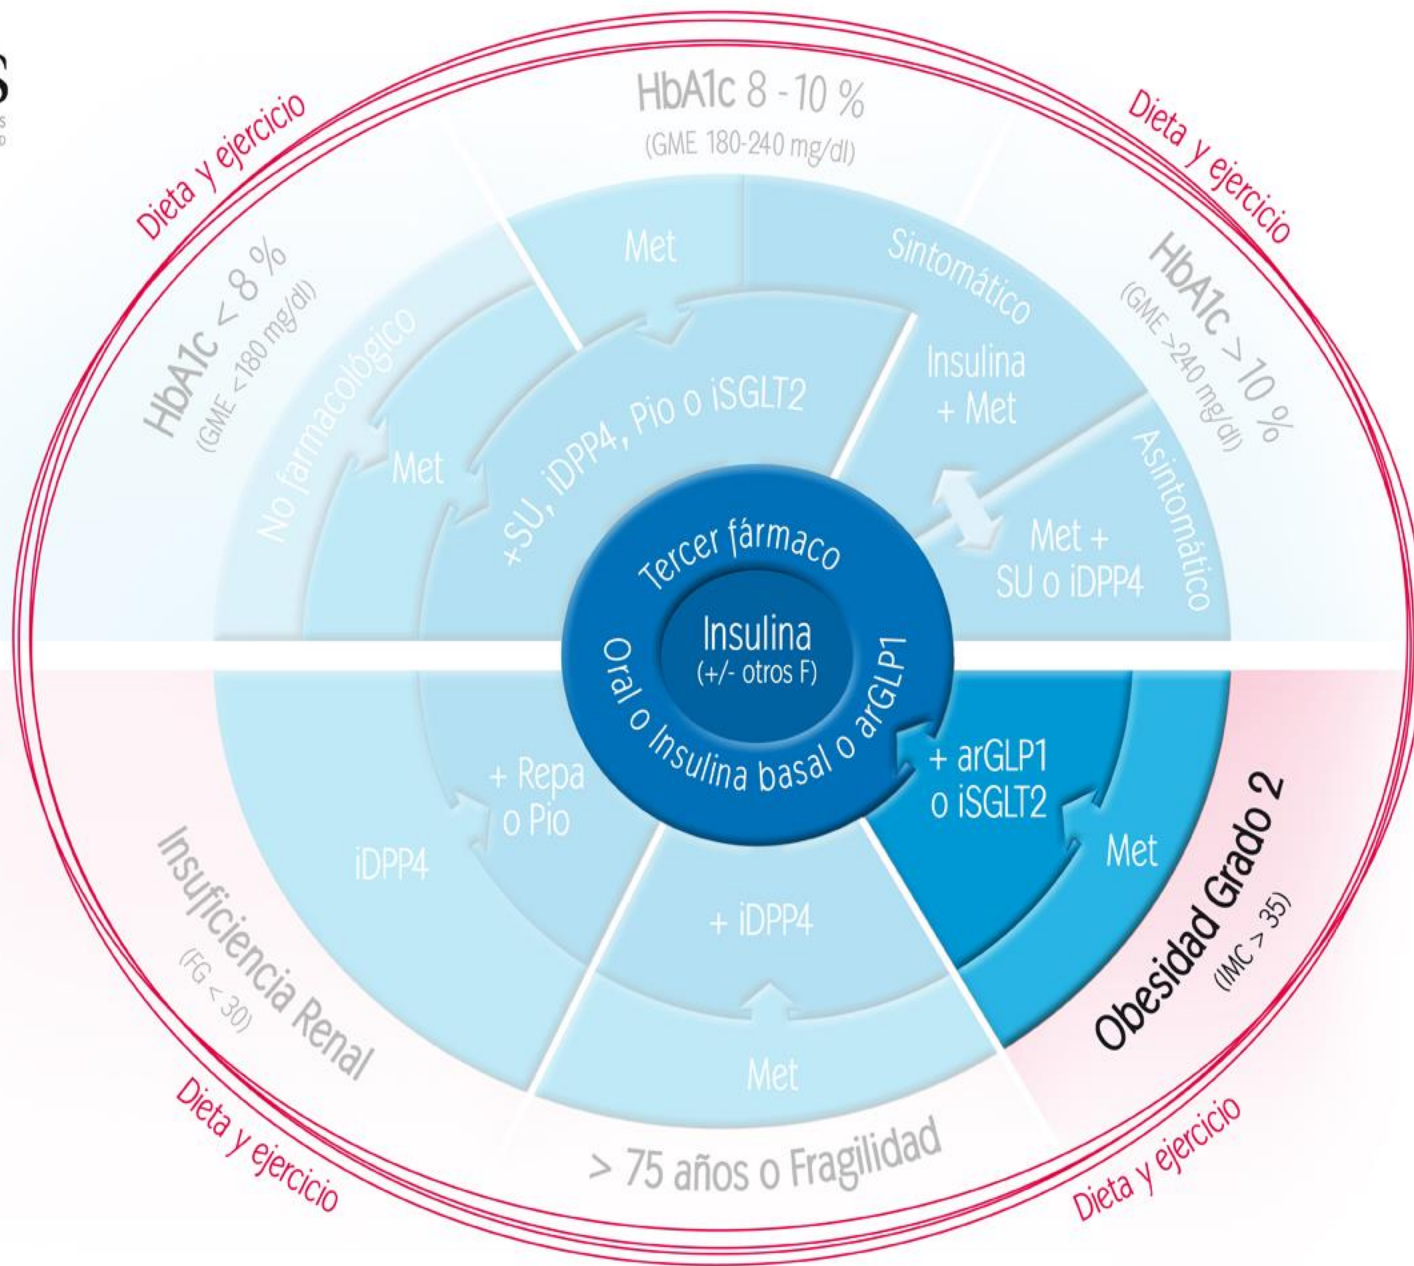 S
HbA1c 8 - 10 %
(GME 180-240 mg/dl)
Dieta y ejercicio
Dieta y ejercicio
HbA1c < 8 %
(GME <180 mg/dl)
HbA1c > 10 %
(GME >240 mg/dl)
No farmacológico
Met
Met
Sintomático
Insulina
+ Met
Asintomático
Met +
SU o iDPP4
+SU, iDPP4, Pio o iSGLT2
Tercer fármaco
Insulina
(+/- otros F)
Oral o Insulina basal o arGLP1
+ Repa
o Pio
iDPP4
Insuficiencia Renal
(FG < 30)
+ iDPP4
Met
> 75 años o Fragilidad
+ arGLP1
o iSGLT2
Met
Obesidad Grado 2
(IMC > 35)
Dieta y ejercicio
Dieta y ejercicio